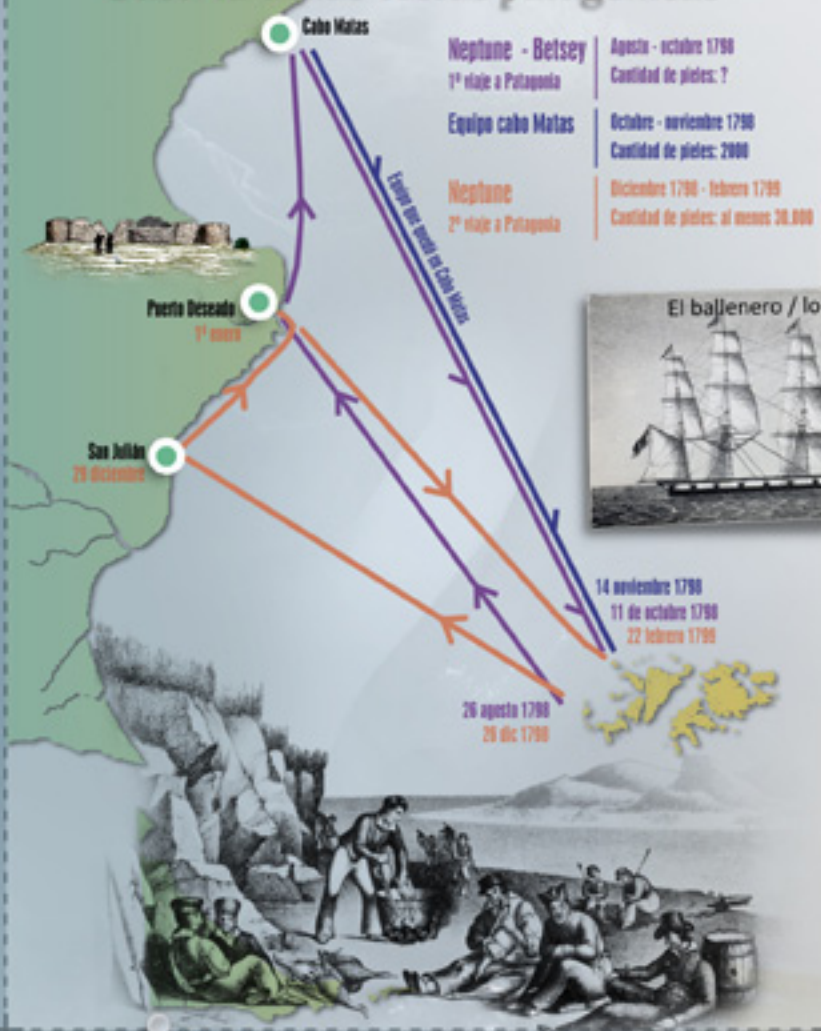 Cabo Matas
Neptune - Betsey
1º viaje a Patagonia
Agosto - octubre 1798
Cantidad de pieles: ?
Equipo cabo Matas
Octubre - noviembre 1798
Cantidad de pieles: 2000
Neptune
2º viaje a Patagonia
Diciembre 1798 - febrero 1799
Cantidad de pieles: al menos 30.000
Equipo que quedó en Cabo Matas
Puerto Deseado
1º enero
El ballenero / lo
San Julián
29 diciembre
14 noviembre 1798
11 de octubre 1798
22 febrero 1799
26 agosto 1798
20 dic 1798